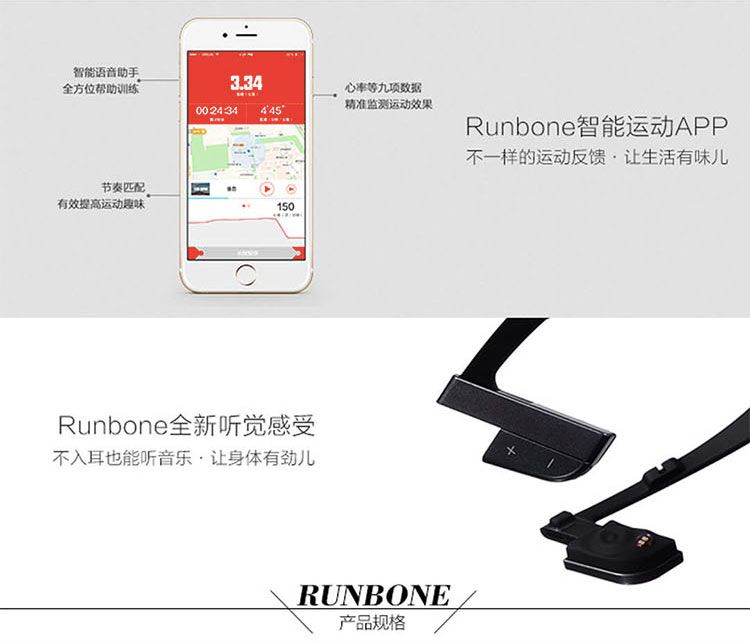 智能语音助手
全方位帮助训练
3.34
00:24:34
4'45"
心率等九项数据
精准监测运动效果
Runbone智能运动APP
不一样的运动反馈·让生活有味儿
节奏匹配
有效提高运动趣味
150
Runbone全新听觉感受
不入耳也能听音乐·让身体有劲儿
+ −
RUNBONE
产品规格